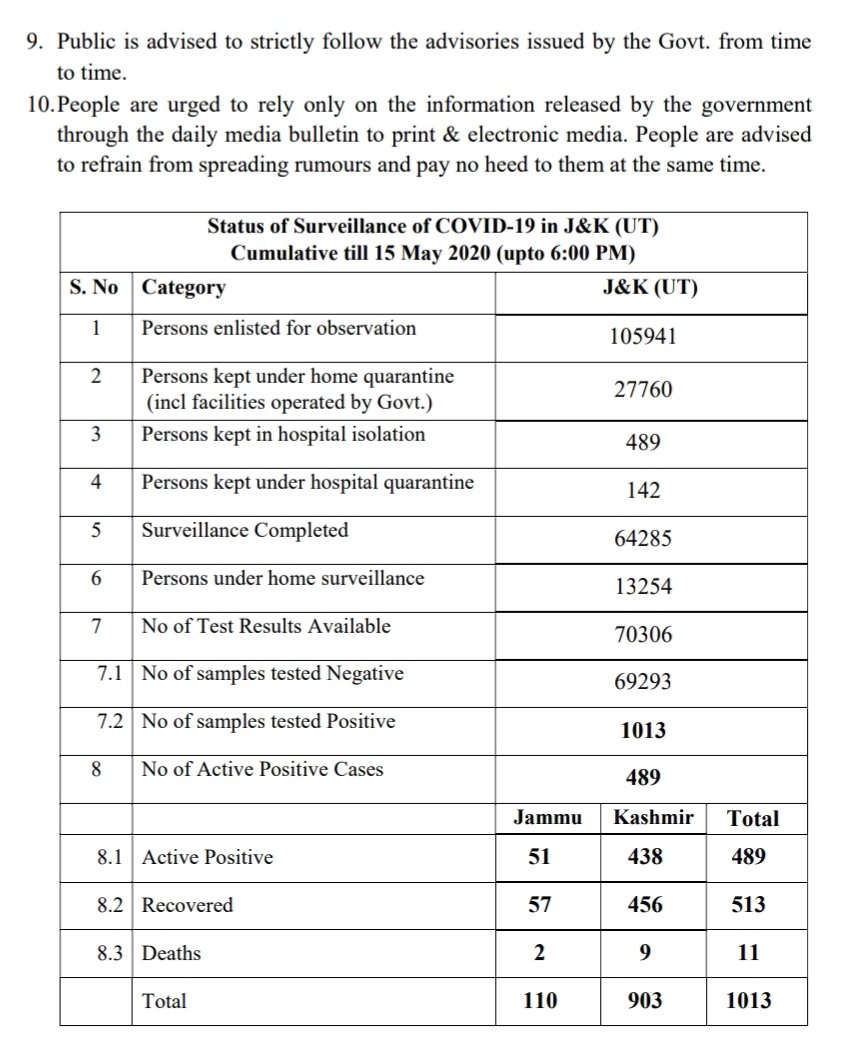 9. Public is advised to strictly follow the advisories issued by the Govt. from time
to time.
10.People are urged to rely only on the information released by the government
through the daily media bulletin to print & electronic media. People are advised
to refrain from spreading rumours and pay no heed to them at the same time.
Status of Surveillance of COVID-19 in J&K (UT)
Cumulative till 15 May 2020 (upto 6:00 PM)
S. No Category J&K (UT)
1 Persons enlisted for observation 105941
2 Persons kept under home quarantine
(incl facilities operated by Govt.) 27760
3 Persons kept in hospital isolation 489
4 Persons kept under hospital quarantine 142
5 Surveillance Completed 64285
6 Persons under home surveillance 13254
7 No of Test Results Available 70306
7.1 No of samples tested Negative 69293
7.2 No of samples tested Positive 1013
8 No of Active Positive Cases 489
Jammu Kashmir Total
8.1 Active Positive 51 438 489
8.2 Recovered 57 456 513
8.3 Deaths 2 9 11
Total 110 903 1013